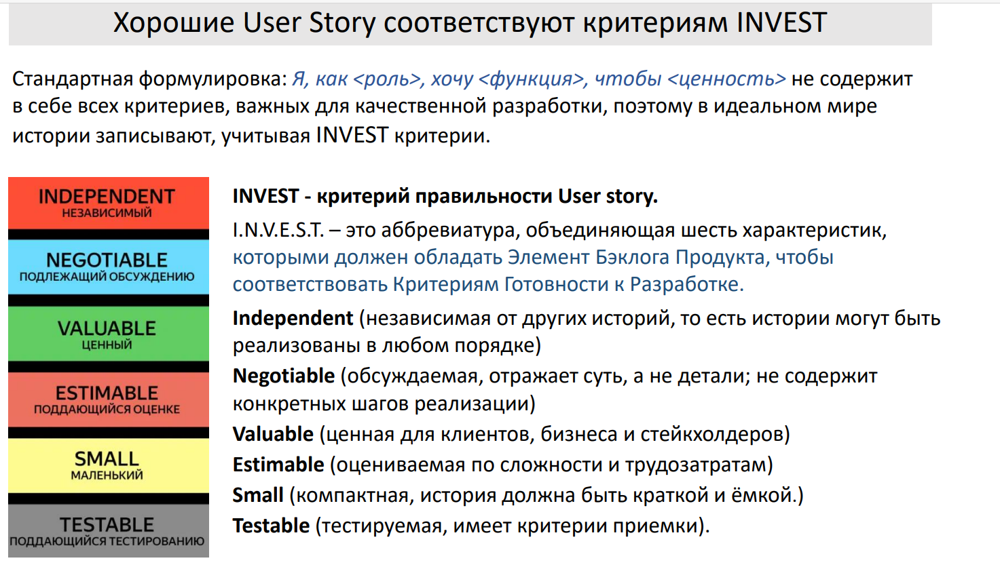 Хорошие User Story соответствуют критериям INVEST
Стандартная формулировка: Я, как <роль>, хочу <функция>, чтобы <ценность> не содержит
в себе всех критериев, важных для качественной разработки, поэтому в идеальном мире
истории записывают, учитывая INVEST критерии.
INDEPENDENT
НЕЗАВИСИМЫЙ
NEGOTIABLE
ПОДЛЕЖАЩИЙ ОБСУЖДЕНИЮ
VALUABLE
ЦЕННЫЙ
ESTIMABLE
ПОДДАЮЩИЙСЯ ОЦЕНКЕ
SMALL
МАЛЕНЬКИЙ
TESTABLE
ПОДДАЮЩИЙСЯ ТЕСТИРОВАНИЮ
INVEST - критерий правильности User story.
I.N.V.E.S.T. – это аббревиатура, объединяющая шесть характеристик,
которыми должен обладать Элемент Бэклога Продукта, чтобы
соответствовать Критериям Готовности к Разработке.
Independent (независимая от других историй, то есть истории могут быть
реализованы в любом порядке)
Negotiable (обсуждаемая, отражает суть, а не детали; не содержит
конкретных шагов реализации)
Valuable (ценная для клиентов, бизнеса и стейкхолдеров)
Estimable (оцениваемая по сложности и трудозатратам)
Small (компактная, история должна быть краткой и ёмкой.)
Testable (тестируемая, имеет критерии приемки).